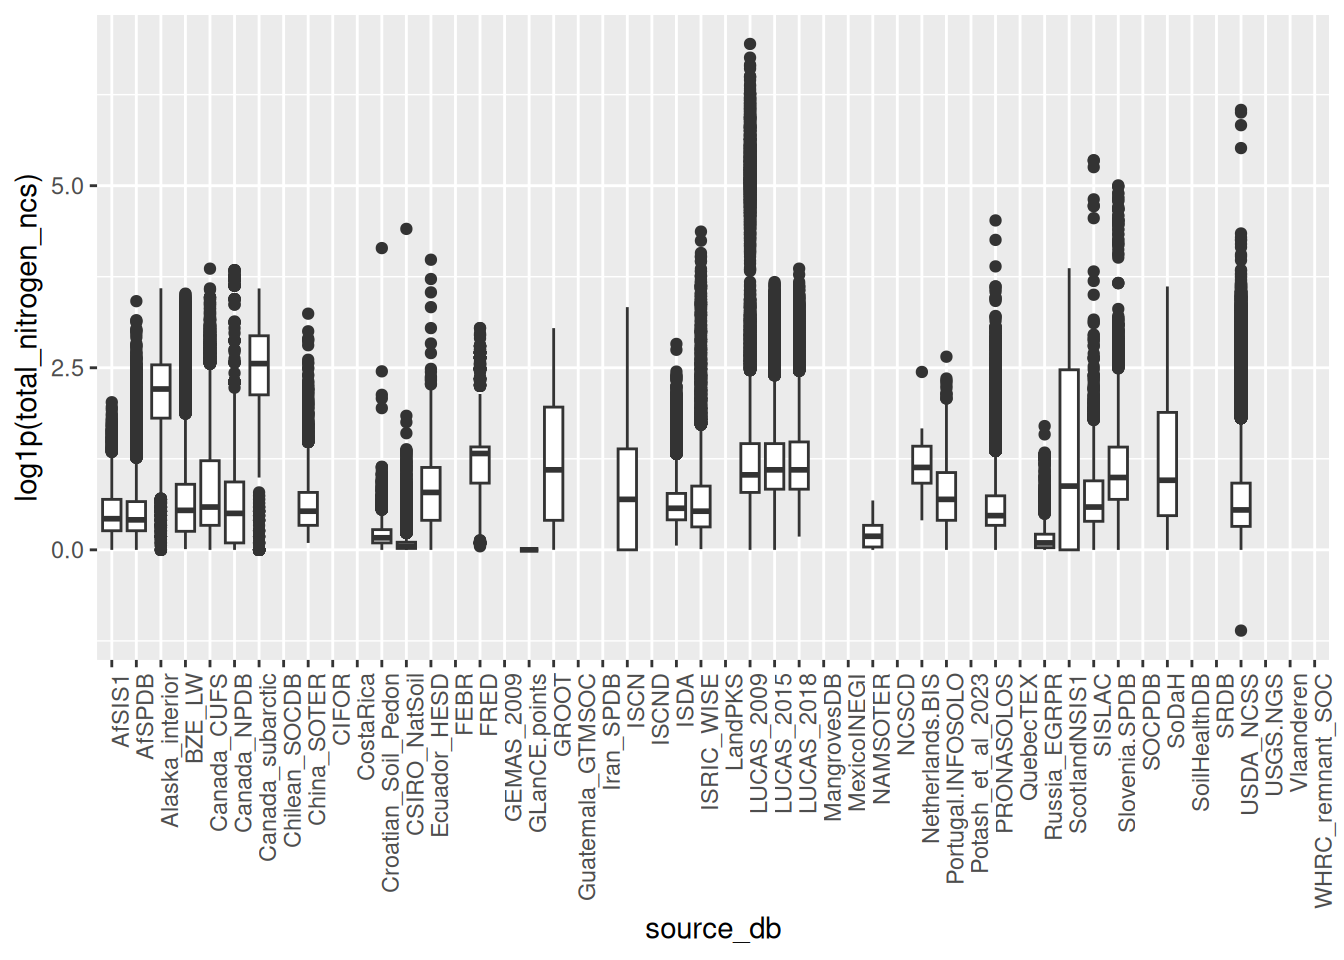 log1p(total_nitrogen_ncs)
5.0
2.5
0.0
AfSIS1
AfSPDB
Alaska_interior
BZE_LW
Canada_CUFS
Canada_NPDB
Canada_subarctic
Chilean_SOCDB
China_SOTER
CIFOR
CostaRica
Croatian_Soil_Pedon
CSIRO_NatSoil
Ecuador_HESD
FEBR
FRED
GEMAS_2009
GLanCE.points
GROOT
Guatemala_GTMSOC
Iran_SPDB
ISCN
ISCND
ISDA
ISRIC_WISE
LandPKS
LUCAS_2009
LUCAS_2015
LUCAS_2018
MangrovesDB
MexicoINEGI
NAMSOTER
NCSCD
Netherlands.BIS
Portugal.INFOSOLO
Potash_et_al_2023
PRONASOLOS
QuebecTEX
Russia_EGRPR
ScotlandNSIS1
SISLAC
Slovenia.SPDB
SOCPDB
SoDaH
SoilHealthDB
SRDB
USDA_NCSS
USGS.NGS
Vlaanderen
WHRC_remnant_SOC
source_db